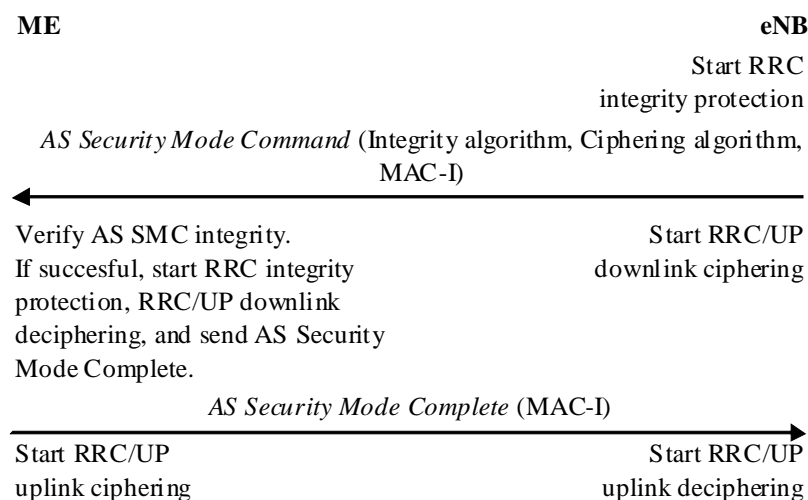 ME
eNB
Start RRC
integrity protection
AS Security Mode Command (Integrity algorithm, Ciphering algorithm,
MAC-I)
Verify AS SMC integrity.
If succesful, start RRC integrity
protection, RRC/UP downlink
deciphering, and send AS Security
Mode Complete.
Start RRC/UP
downlink ciphering
AS Security Mode Complete (MAC-I)
Start RRC/UP
uplink ciphering
Start RRC/UP
uplink deciphering